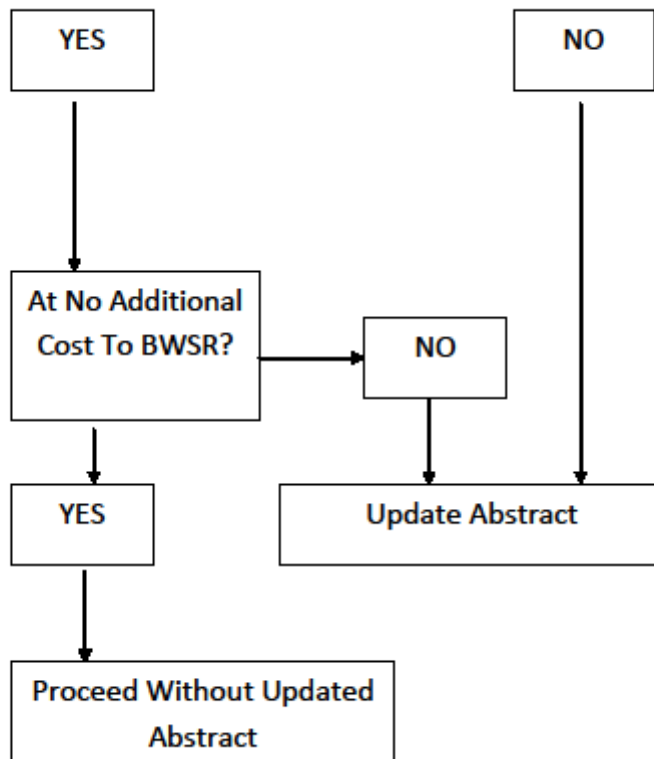 YES
NO
At No Additional
Cost To BWSR?
NO
YES
Update Abstract
Proceed Without Updated
Abstract